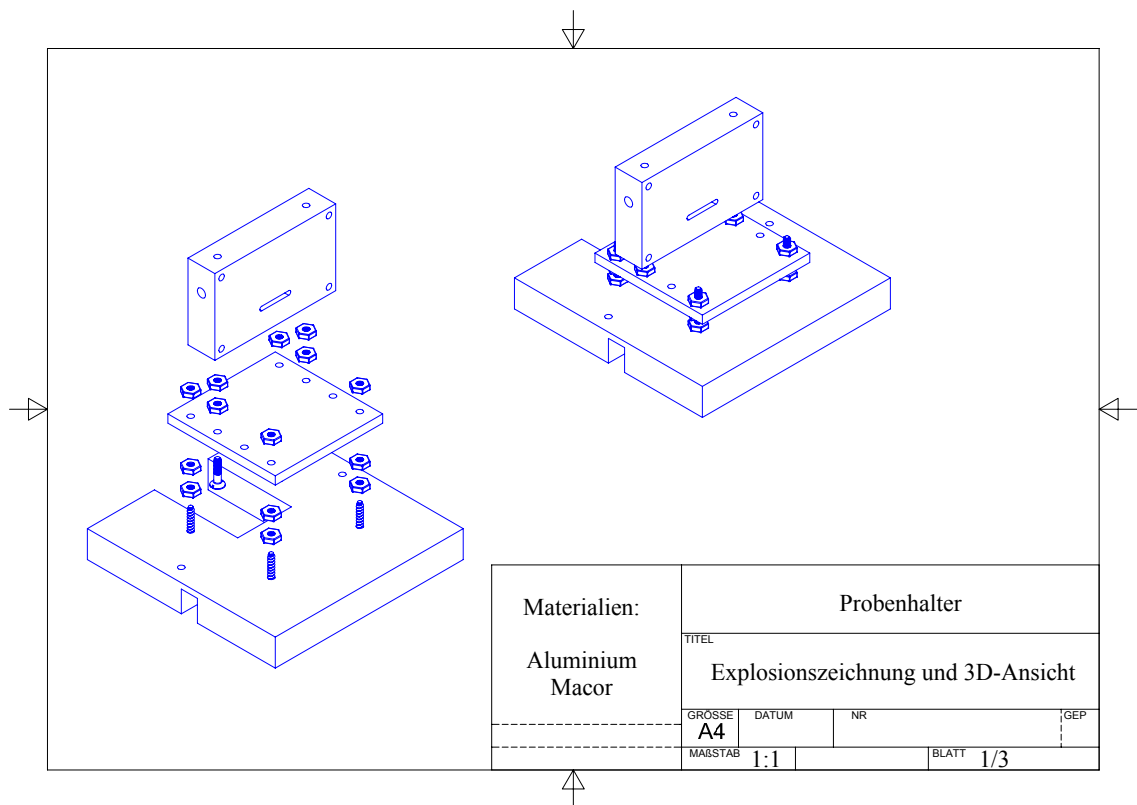 Materialien:
Aluminium
Macor
Probenhalter
TITEL
Explosionszeichnung und 3D-Ansicht
GRÖSSE
A4
DATUM
NR
GEP
MAßSTAB 1:1
BLATT 1/3